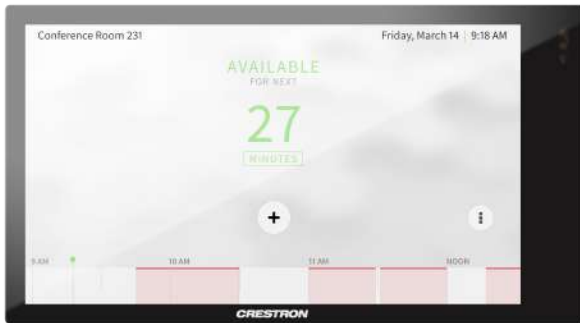 Conference Room 231
Friday, March 14 | 9:18 AM
AVAILABLE
FOR NEXT
27
MINUTES
9 AM
10 AM
11 AM
NOON
CRESTRON